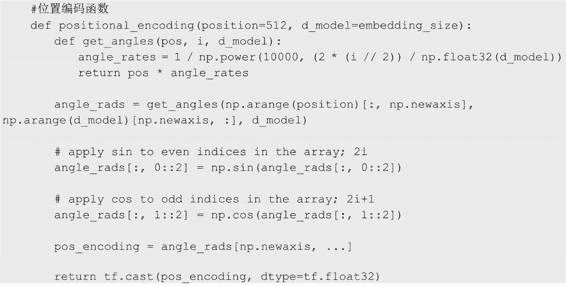 #位置编码函数
def positional_encoding(position=512, d_model=embedding_size):
def get_angles(pos, i, d_model):
angle_rates = 1 / np.power(10000, (2 * (i // 2)) / np.float32(d_model))
return pos * angle_rates
angle_rads = get_angles(np.arange(position)[:, np.newaxis],
np.arange(d_model)[np.newaxis, :], d_model)
# apply sin to even indices in the array; 2i
angle_rads[:, 0::2] = np.sin(angle_rads[:, 0::2])
# apply cos to odd indices in the array; 2i+1
angle_rads[:, 1::2] = np.cos(angle_rads[:, 1::2])
pos_encoding = angle_rads[np.newaxis, ...]
return tf.cast(pos_encoding, dtype=tf.float32)